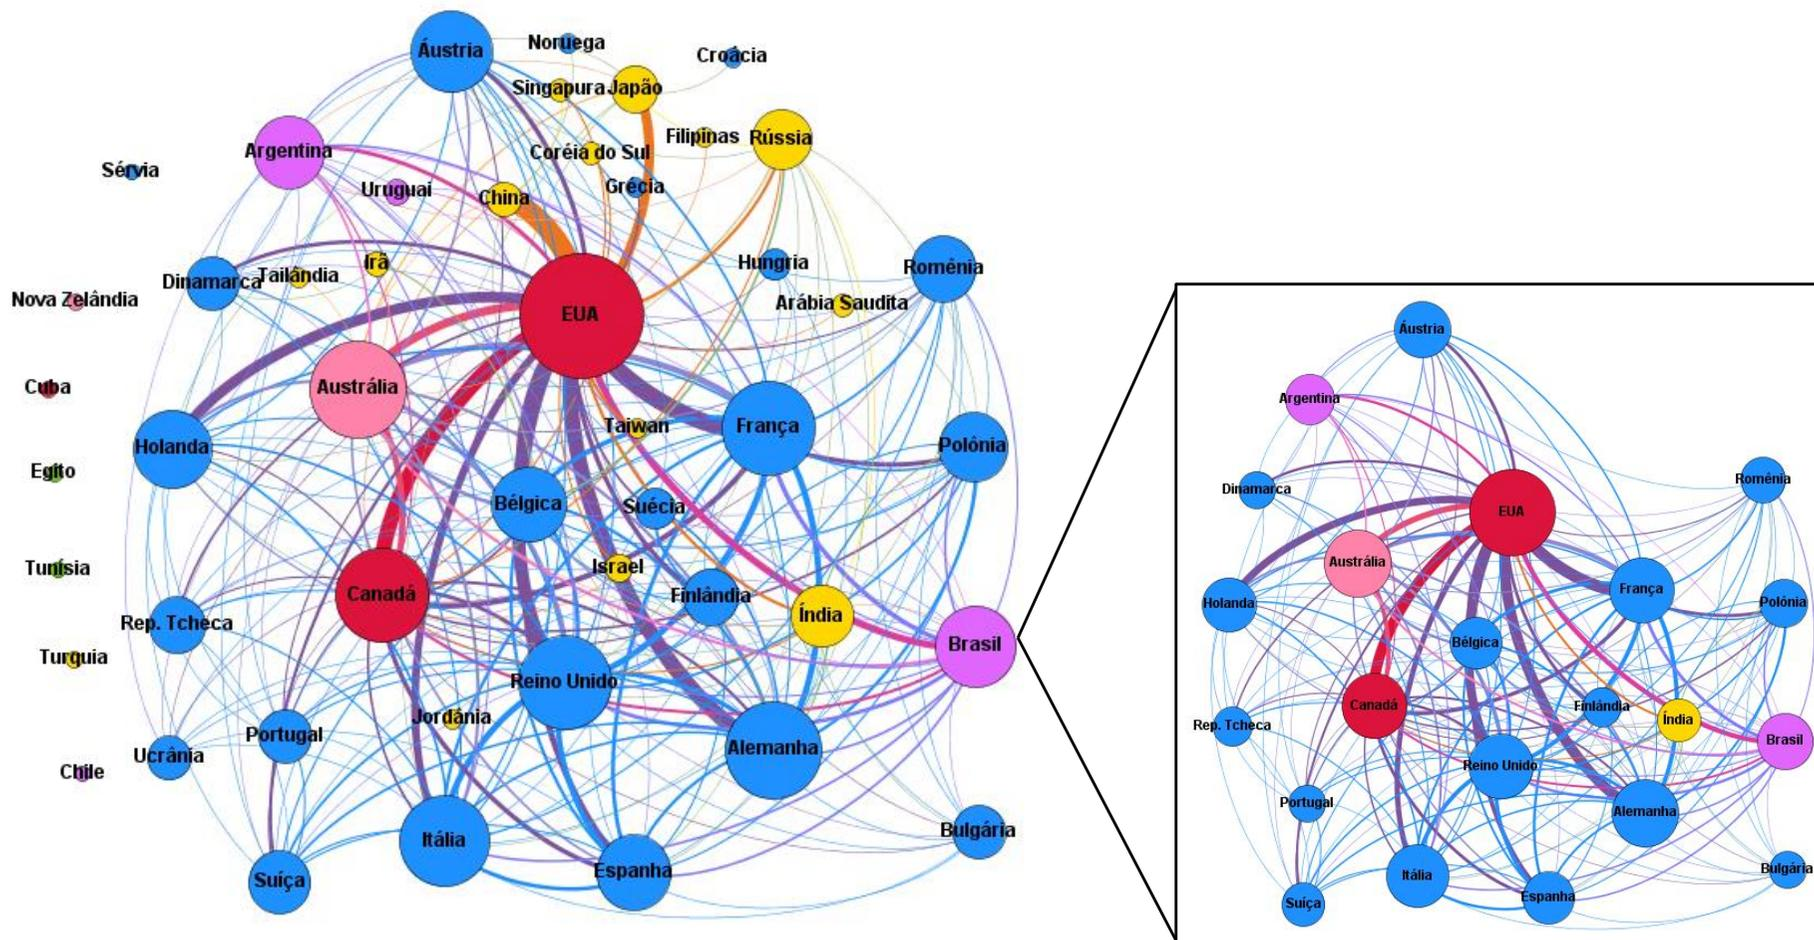 Áustria
Noruega
Croácia
Singapura
Japão
Filipinas
Rússia
Argentina
Coréia do Sul
Sérvia
Uruguai
China
Grécia
Dinamarca
Tailândia
Irã
Hungria
Romênia
Nova Zelândia
EUA
Arábia Saudita
Cuba
Austrália
Holanda
Taiwan
França
Polônia
Egito
Bélgica
Suécia
Tunísia
Israel
Canadá
Finlândia
Índia
Rep. Tcheca
Brasil
Turquia
Reino Unido
Jordânia
Portugal
Ucrânia
Alemanha
Chile
Itália
Bulgária
Suíça
Espanha
Áustria
Argentina
Dinamarca
Romênia
EUA
Austrália
Holanda
França
Polônia
Bélgica
Canadá
Finlândia
Índia
Rep. Tcheca
Brasil
Reino Unido
Portugal
Alemanha
Itália
Bulgária
Suíça
Espanha